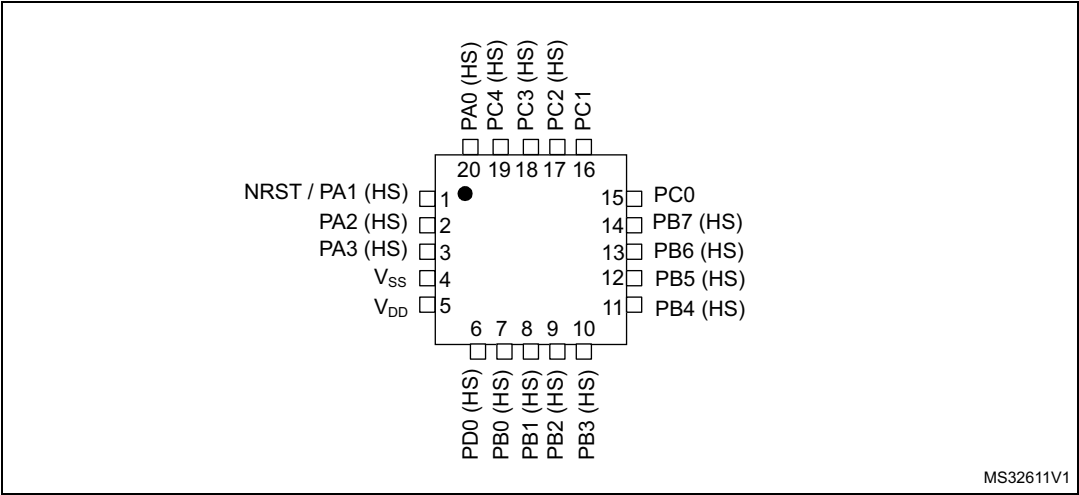 PA0 (HS)
PC4 (HS)
PC3 (HS)
PC2 (HS)
PC1
20 19 18 17 16
NRST / PA1 (HS) 1
PA2 (HS) 2
PA3 (HS) 3
VSS 4
VDD 5
15 PC0
14 PB7 (HS)
13 PB6 (HS)
12 PB5 (HS)
11 PB4 (HS)
6 7 8 9 10
PD0 (HS)
PB0 (HS)
PB1 (HS)
PB2 (HS)
PB3 (HS)
MS32611V1